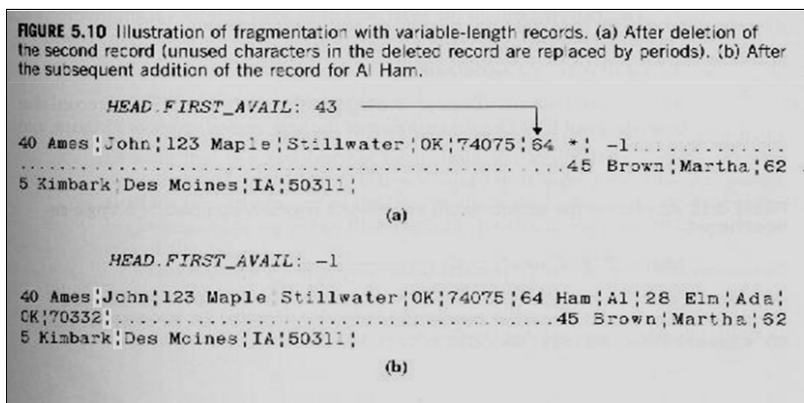 FIGURE 5.10 Illustration of fragmentation with variable-length records. (a) After deletion of
the second record (unused characters in the deleted record are replaced by periods). (b) After
the subsequent addition of the record for Al Ham.
HEAD.FIRST_AVAIL: 43
40 Ames¦John¦123 Maple¦Stillwater¦OK¦74075¦64 *¦ -1............
.................................................45 Brown¦Martha¦62
5 Kimbark¦Des Moines¦IA¦50311¦
(a)
HEAD.FIRST_AVAIL: -1
40 Ames¦John¦123 Maple¦Stillwater¦OK¦74075¦64 Ham¦Al¦28 Elm¦Ada¦
OK¦70332¦........................................45 Brown¦Martha¦62
5 Kimbark¦Des Moines¦IA¦50311¦
(b)